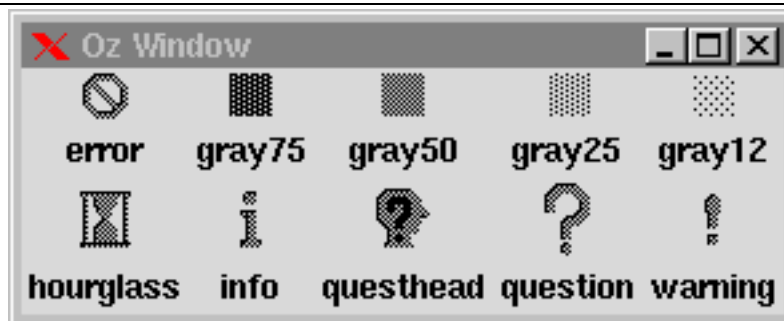 Oz Window
error gray75 gray50 gray25 gray12
hourglass info questhead question warning